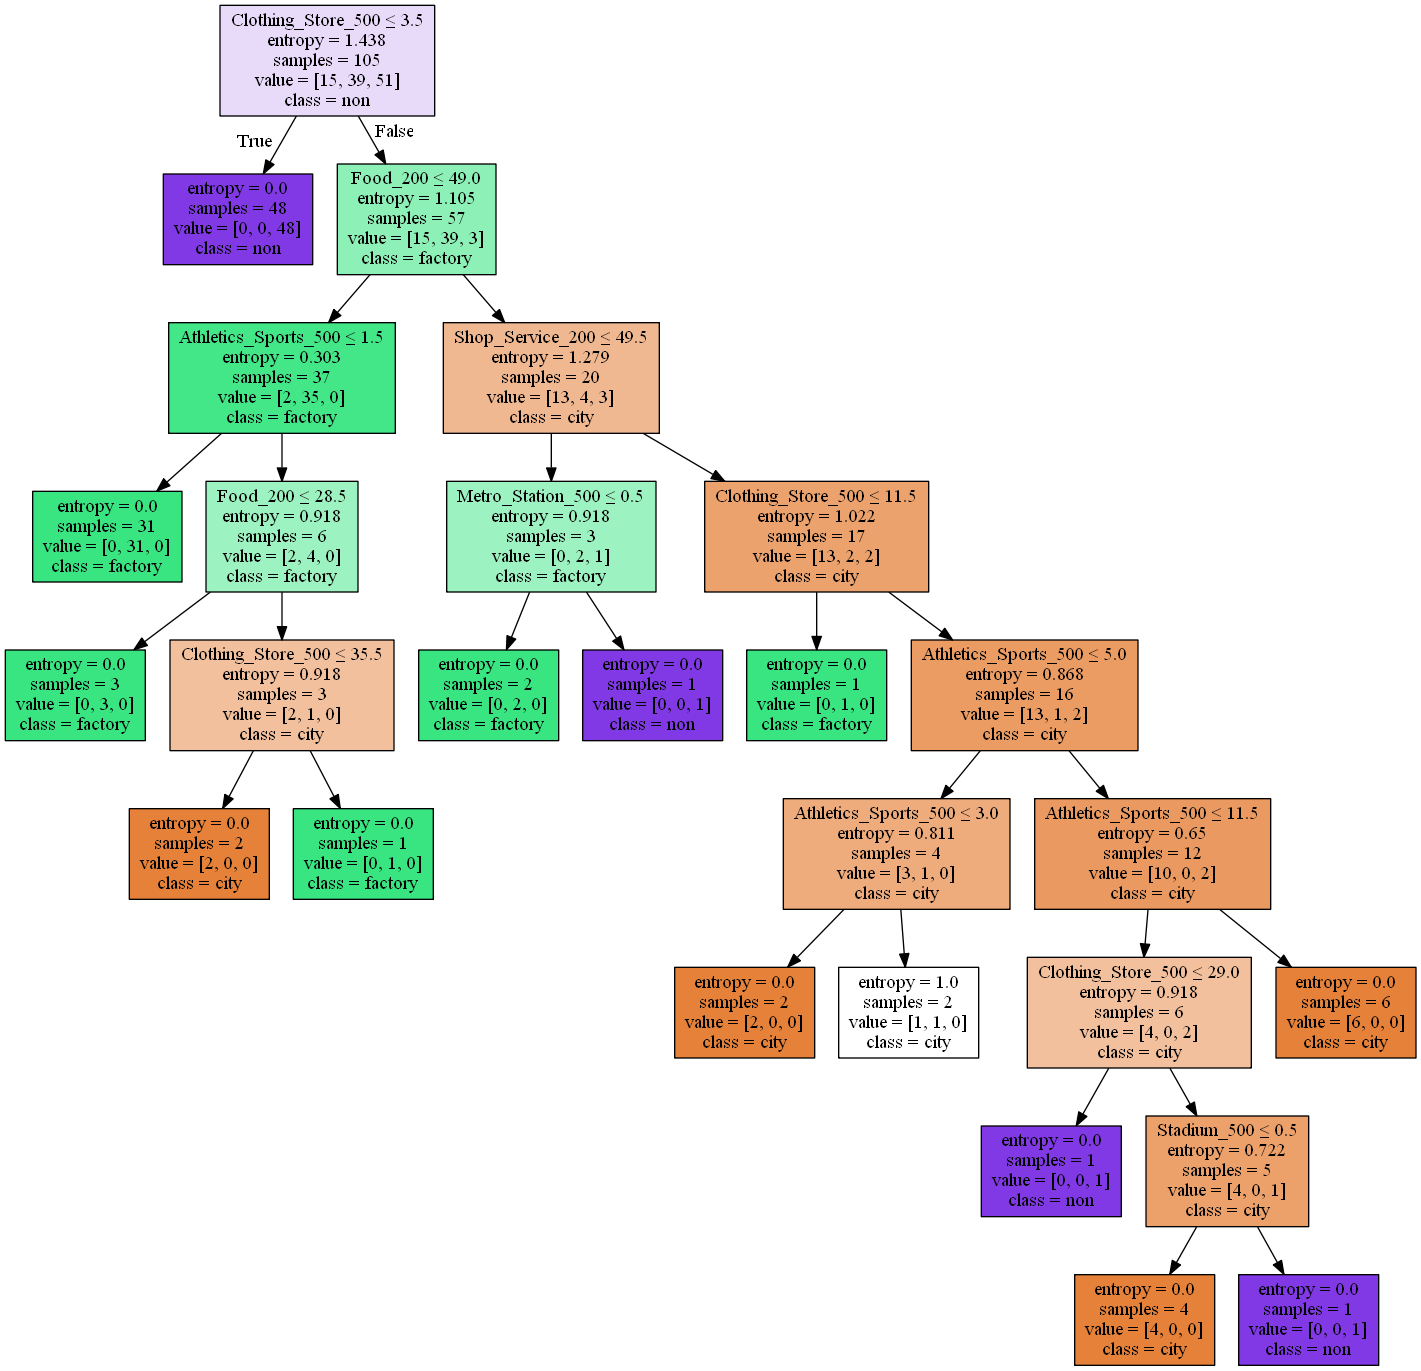 Clothing_Store_500 ≤ 3.5
entropy = 1.438
samples = 105
value = [15, 39, 51]
class = non
True
False
entropy = 0.0
samples = 48
value = [0, 0, 48]
class = non
Food_200 ≤ 49.0
entropy = 1.105
samples = 57
value = [15, 39, 3]
class = factory
Athletics_Sports_500 ≤ 1.5
entropy = 0.303
samples = 37
value = [2, 35, 0]
class = factory
Shop_Service_200 ≤ 49.5
entropy = 1.279
samples = 20
value = [13, 4, 3]
class = city
entropy = 0.0
samples = 31
value = [0, 31, 0]
class = factory
Food_200 ≤ 28.5
entropy = 0.918
samples = 6
value = [2, 4, 0]
class = factory
Metro_Station_500 ≤ 0.5
entropy = 0.918
samples = 3
value = [0, 2, 1]
class = factory
Clothing_Store_500 ≤ 11.5
entropy = 1.022
samples = 17
value = [13, 2, 2]
class = city
entropy = 0.0
samples = 3
value = [0, 3, 0]
class = factory
Clothing_Store_500 ≤ 35.5
entropy = 0.918
samples = 3
value = [2, 1, 0]
class = city
entropy = 0.0
samples = 2
value = [0, 2, 0]
class = factory
entropy = 0.0
samples = 1
value = [0, 0, 1]
class = non
entropy = 0.0
samples = 1
value = [0, 1, 0]
class = factory
Athletics_Sports_500 ≤ 5.0
entropy = 0.868
samples = 16
value = [13, 1, 2]
class = city
entropy = 0.0
samples = 2
value = [2, 0, 0]
class = city
entropy = 0.0
samples = 1
value = [0, 1, 0]
class = factory
Athletics_Sports_500 ≤ 3.0
entropy = 0.811
samples = 4
value = [3, 1, 0]
class = city
Athletics_Sports_500 ≤ 11.5
entropy = 0.65
samples = 12
value = [10, 0, 2]
class = city
entropy = 0.0
samples = 2
value = [2, 0, 0]
class = city
entropy = 1.0
samples = 2
value = [1, 1, 0]
class = city
Clothing_Store_500 ≤ 29.0
entropy = 0.918
samples = 6
value = [4, 0, 2]
class = city
entropy = 0.0
samples = 6
value = [6, 0, 0]
class = city
entropy = 0.0
samples = 1
value = [0, 0, 1]
class = non
Stadium_500 ≤ 0.5
entropy = 0.722
samples = 5
value = [4, 0, 1]
class = city
entropy = 0.0
samples = 4
value = [4, 0, 0]
class = city
entropy = 0.0
samples = 1
value = [0, 0, 1]
class = non